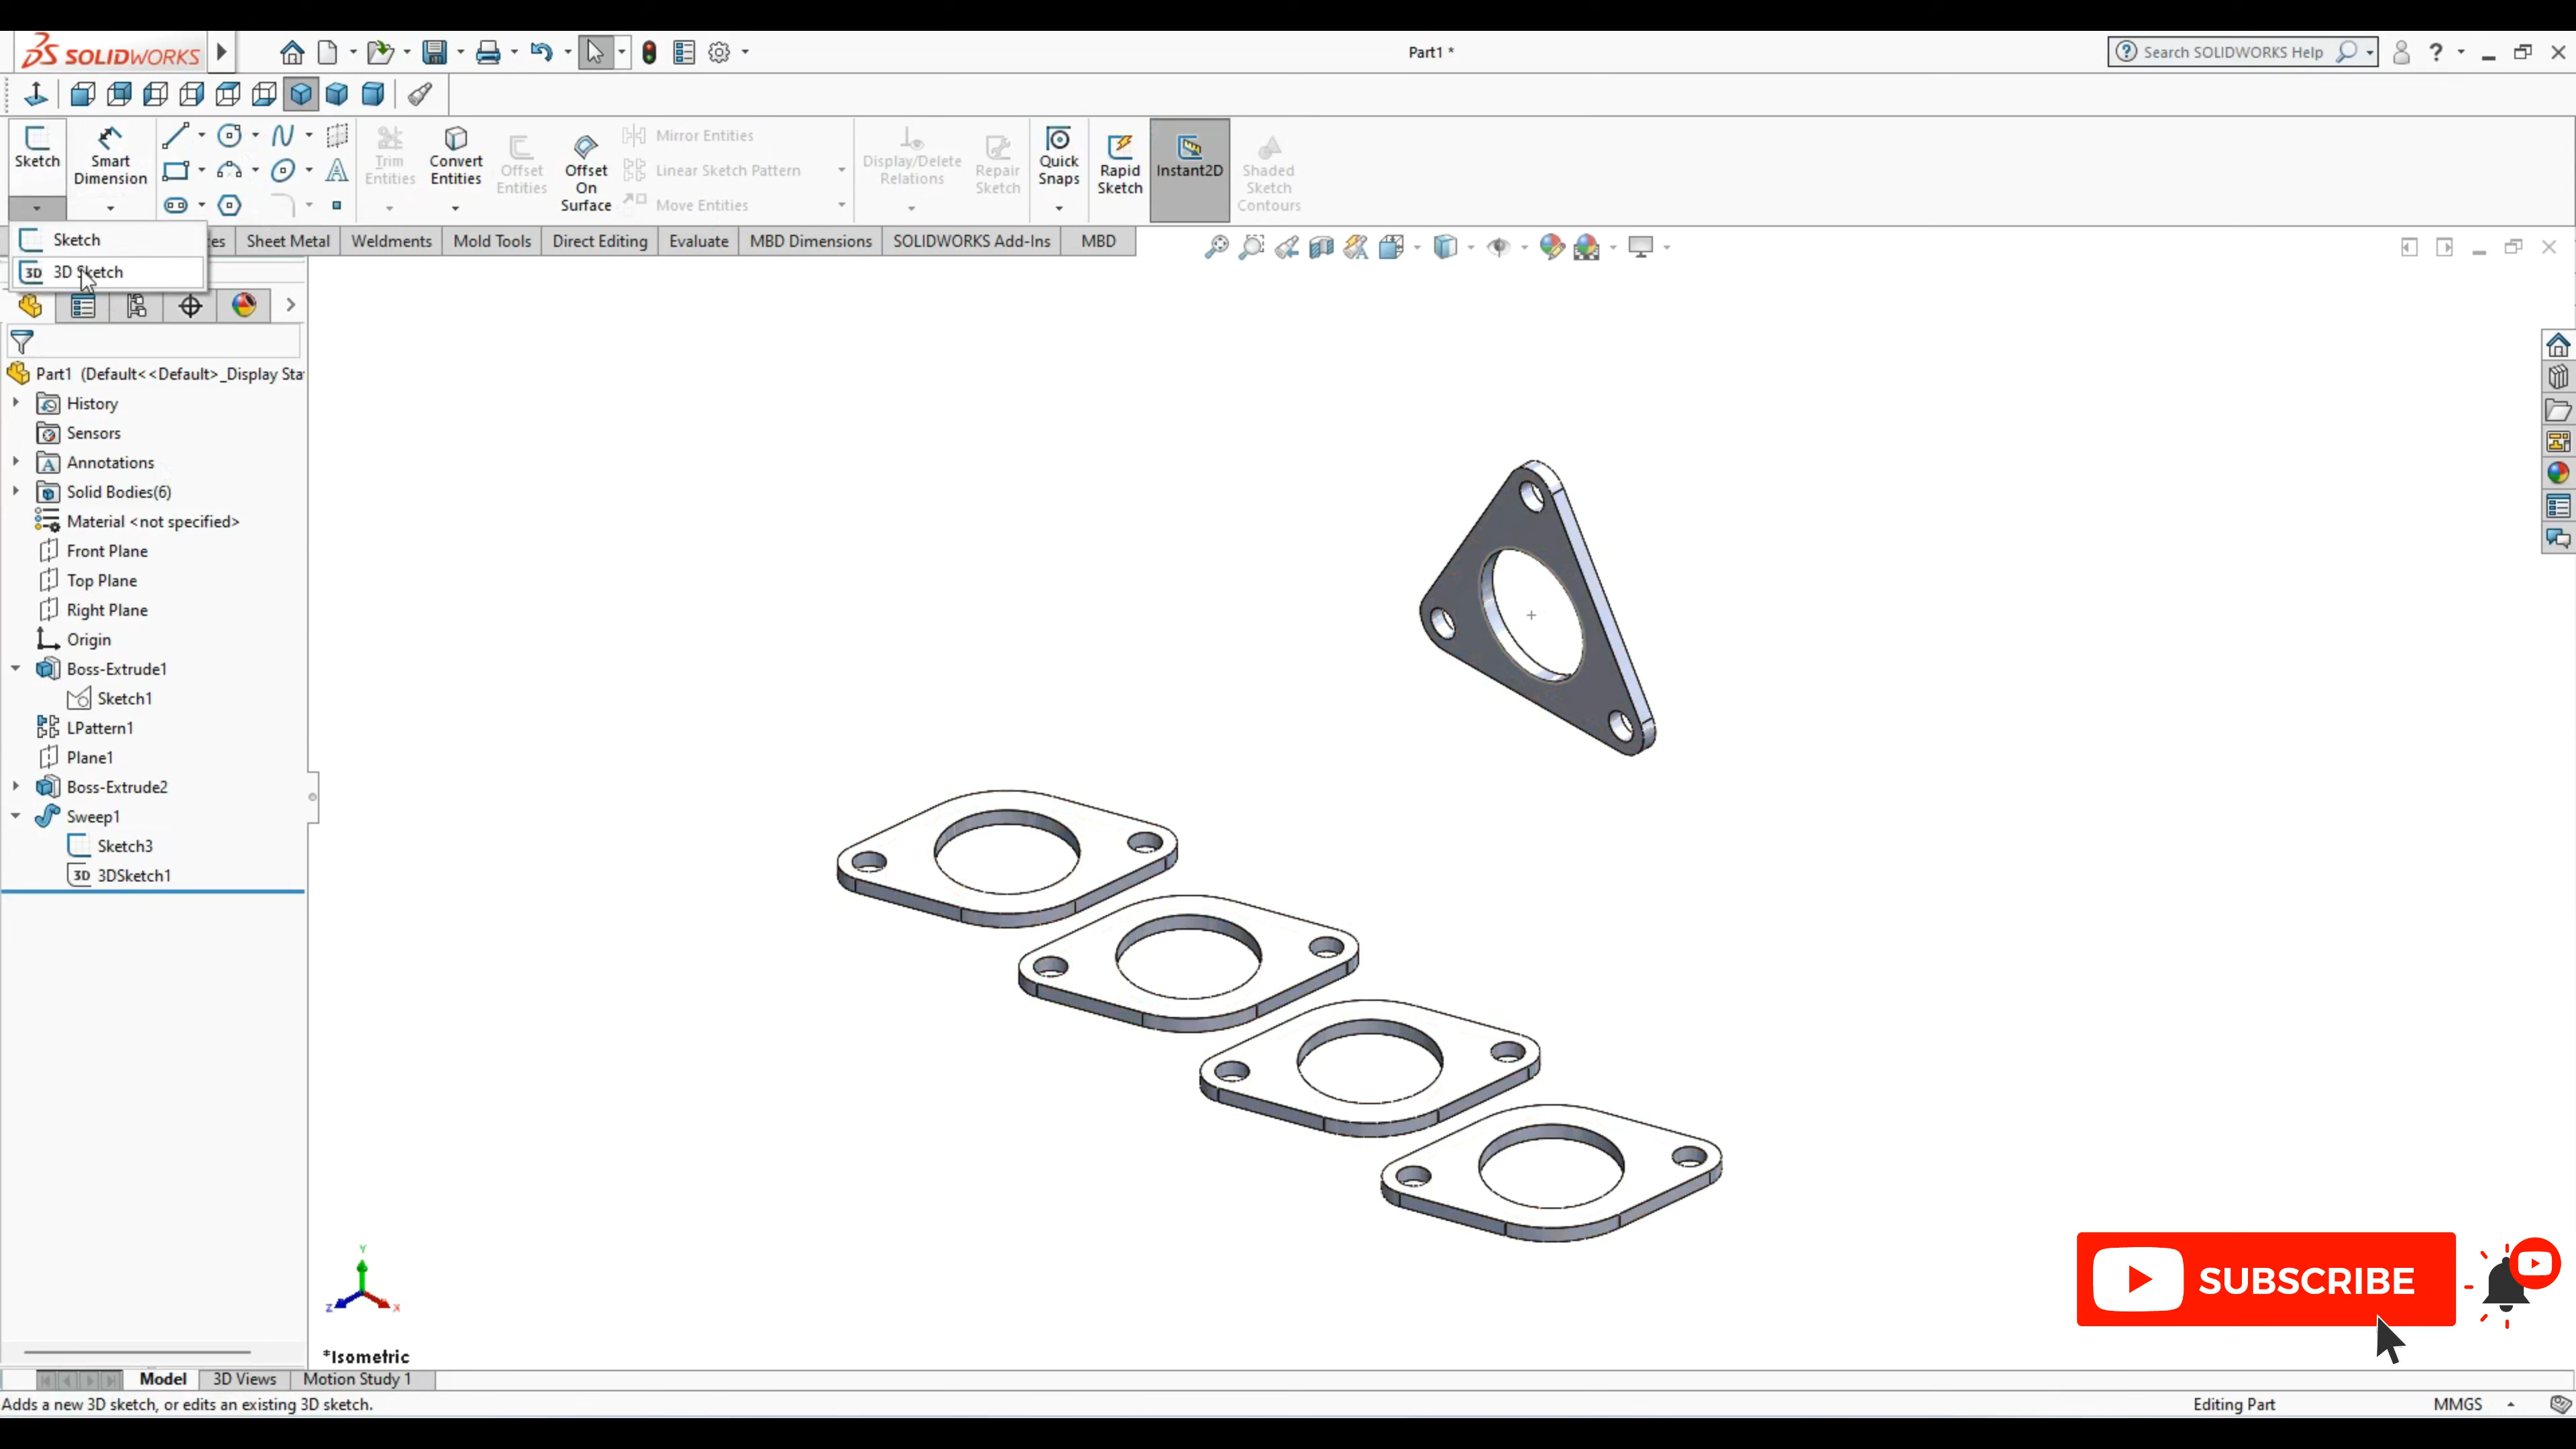 SOLIDWORKS
Part1 *
Search SOLIDWORKS Help
?
Sketch
Smart Dimension
Trim Entities
Convert Entities
Offset Entities
Offset On Surface
Mirror Entities
Linear Sketch Pattern
Move Entities
Display/Delete Relations
Repair Sketch
Quick Snaps
Rapid Sketch
Instant2D
Shaded Sketch Contours
Sketch
3D Sketch
Sheet Metal
Weldments
Mold Tools
Direct Editing
Evaluate
MBD Dimensions
SOLIDWORKS Add-Ins
MBD
Part1 (Default<<Default>_Display Sta
History
Sensors
Annotations
Solid Bodies(6)
Material <not specified>
Front Plane
Top Plane
Right Plane
Origin
Boss-Extrude1
Sketch1
LPattern1
Plane1
Boss-Extrude2
Sweep1
Sketch3
3D 3DSketch1
Y
Z
X
*Isometric
SUBSCRIBE
Model
3D Views
Motion Study 1
Adds a new 3D sketch, or edits an existing 3D sketch.
Editing Part
MMGS